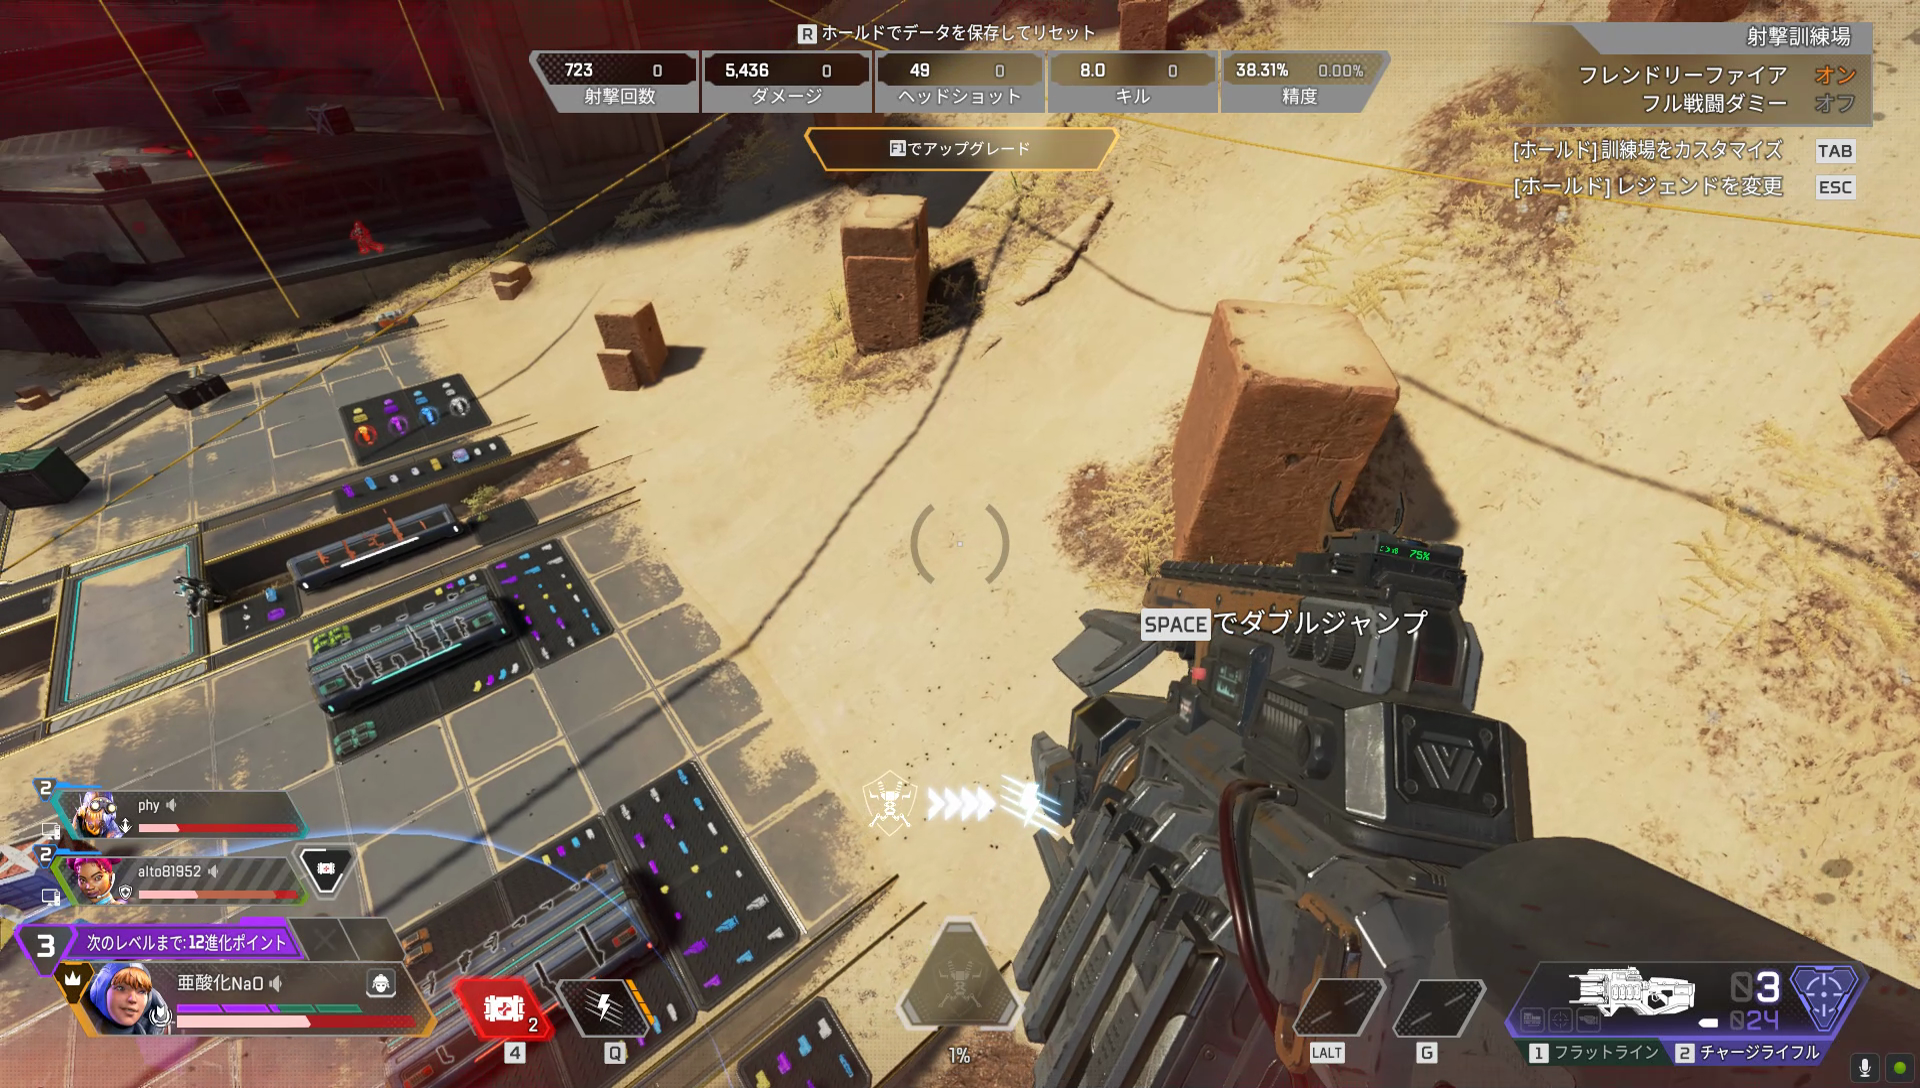 R ホールドでデータを保存してリセット
723 0 5,436 0 49 0 8.0 0 38.31% 0.00%
射撃回数 ダメージ ヘッドショット キル 精度
F1でアップグレード
射撃訓練場
フレンドリーファイア オン
フル戦闘ダミー オフ
[ホールド]訓練場をカスタマイズ TAB
[ホールド]レジェンドを変更 ESC
75%
SPACEでダブルジャンプ
2 phy
2 alto81952
3 次のレベルまで:12進化ポイント
亜酸化NaO
2
4 Q 1% LALT G
03
024
1 フラットライン 2 チャージライフル